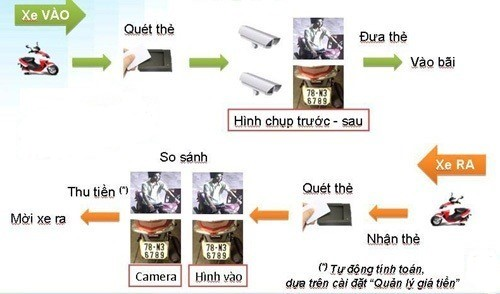 Xe VÀO
Quét thẻ
Đưa thẻ
Vào bãi
78-N3
6789
Hình chụp trước - sau
Xe RA
So sánh
Thu tiền (*)
Quét thẻ
Mời xe ra
Nhận thẻ
78-N3
6789
78-N3
6789
Camera
Hình vào
(*) Tự động tính toán,
dựa trên cài đặt “Quản lý giá tiền”